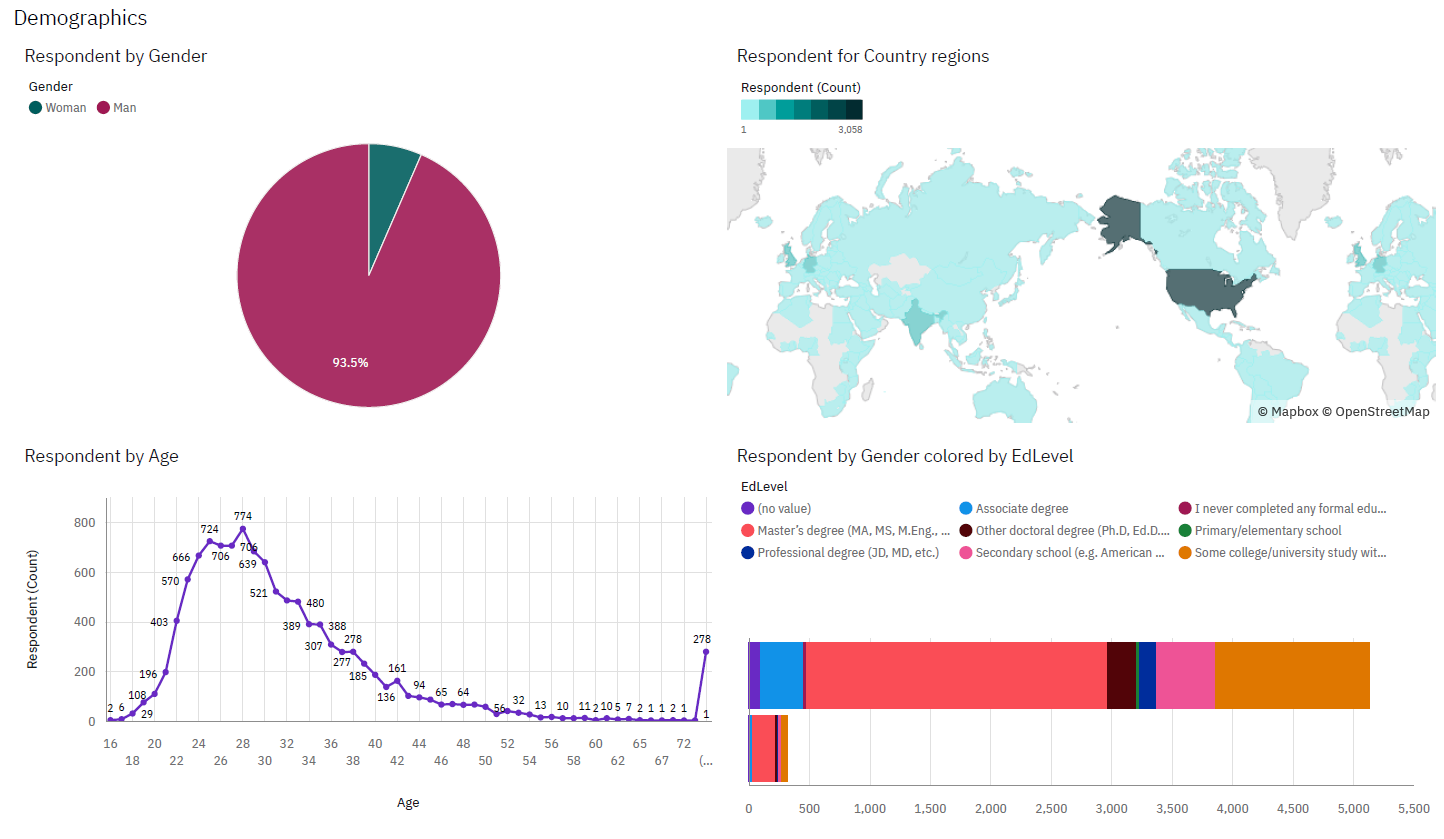 Demographics
Respondent by Gender
Gender
Woman Man
93.5%
Respondent for Country regions
Respondent (Count)
1 3,058
© Mapbox © OpenStreetMap
Respondent by Age
Respondent (Count)
800
600
400
200
0
2 6 29 108 196 403 570 666 724 706 774 706 639 521 480 389 388 307 278 277 185 136 161 94 65 64 56 32 13 10 11 2 10 5 7 2 1 1 2 1 1 278
16 20 24 28 32 36 40 44 48 52 56 60 65 72
18 22 26 30 34 38 42 46 50 54 58 62 67 (...
Age
Respondent by Gender colored by EdLevel
EdLevel
(no value) Associate degree I never completed any formal edu...
Master's degree (MA, MS, M.Eng., ... Other doctoral degree (Ph.D, Ed.D.... Primary/elementary school
Professional degree (JD, MD, etc.) Secondary school (e.g. American ... Some college/university study wit...
0 500 1,000 1,500 2,000 2,500 3,000 3,500 4,000 4,500 5,000 5,500